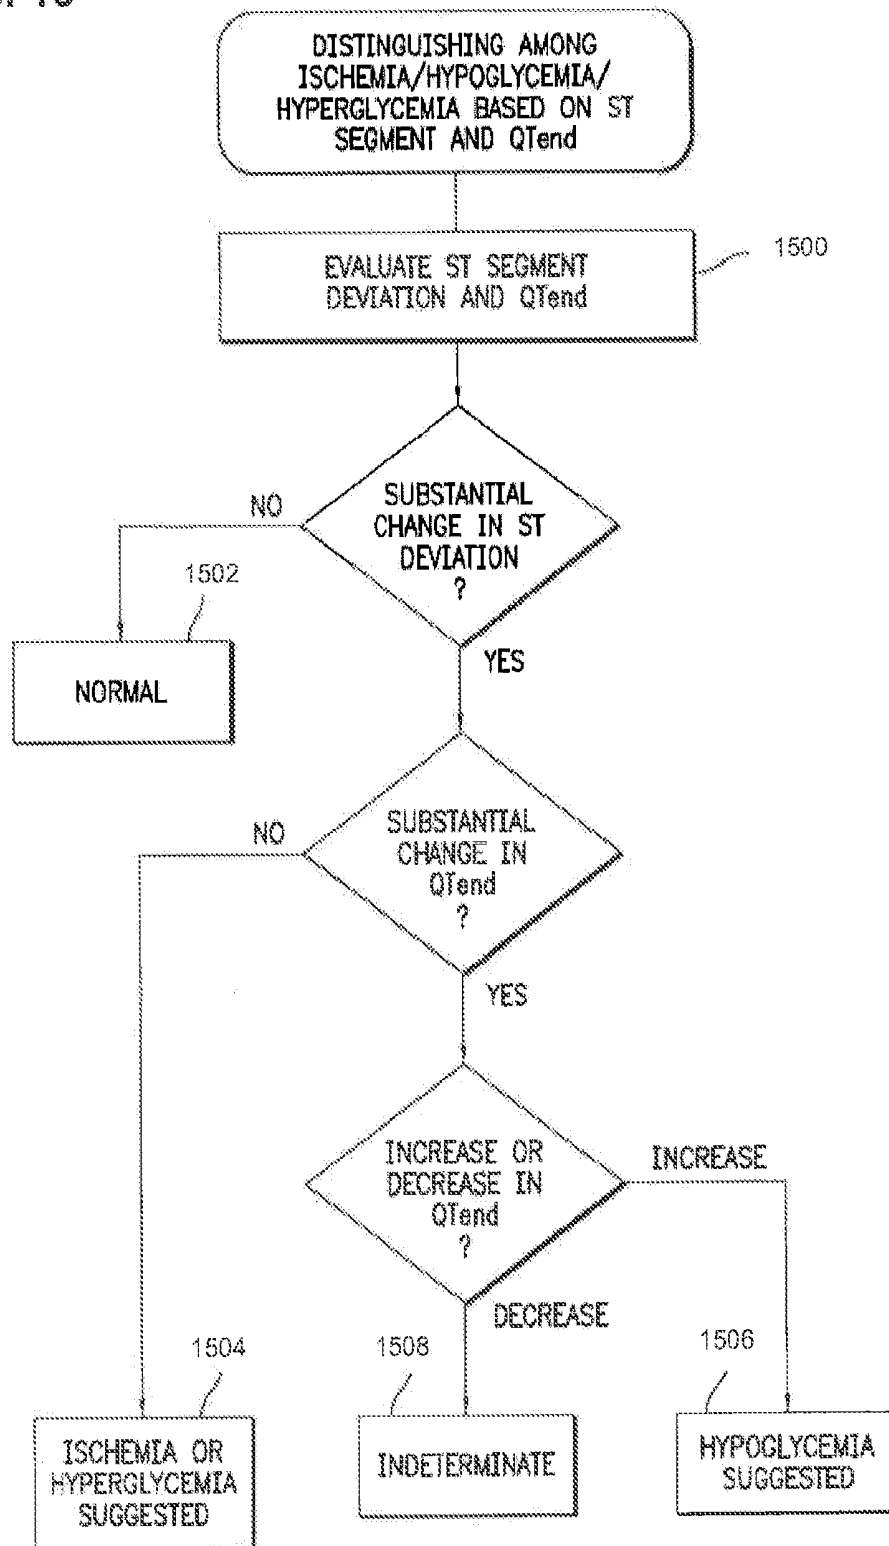 DISTINGUISHING AMONG
ISCHEMIA/HYPOGLYCEMIA/
HYPERGLYCEMIA BASED ON ST
SEGMENT AND QTend
EVALUATE ST SEGMENT
DEVIATION AND QTend
1500
SUBSTANTIAL
CHANGE IN ST
DEVIATION
?
NO
1502
NORMAL
YES
SUBSTANTIAL
CHANGE IN
QTend
?
NO
YES
INCREASE OR
DECREASE IN
QTend
?
INCREASE
DECREASE
1504
ISCHEMIA OR
HYPERGLYCEMIA
SUGGESTED
1508
INDETERMINATE
1506
HYPOGLYCEMIA
SUGGESTED